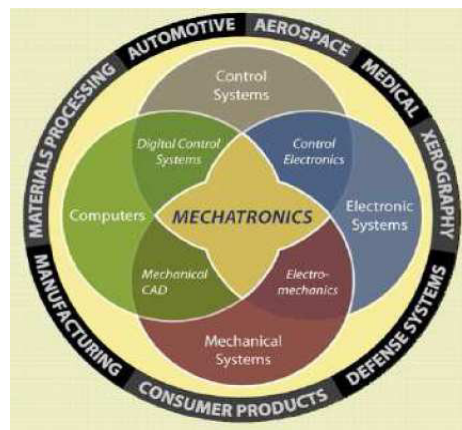 AUTOMOTIVE
AEROSPACE
MEDICAL
XEROGRAPHY
DEFENSE SYSTEMS
CONSUMER PRODUCTS
MANUFACTURING
MATERIALS PROCESSING
Control
Systems
Digital Control
Systems
Control
Electronics
Computers
MECHATRONICS
Electronic
Systems
Mechanical
CAD
Electro-
mechanics
Mechanical
Systems